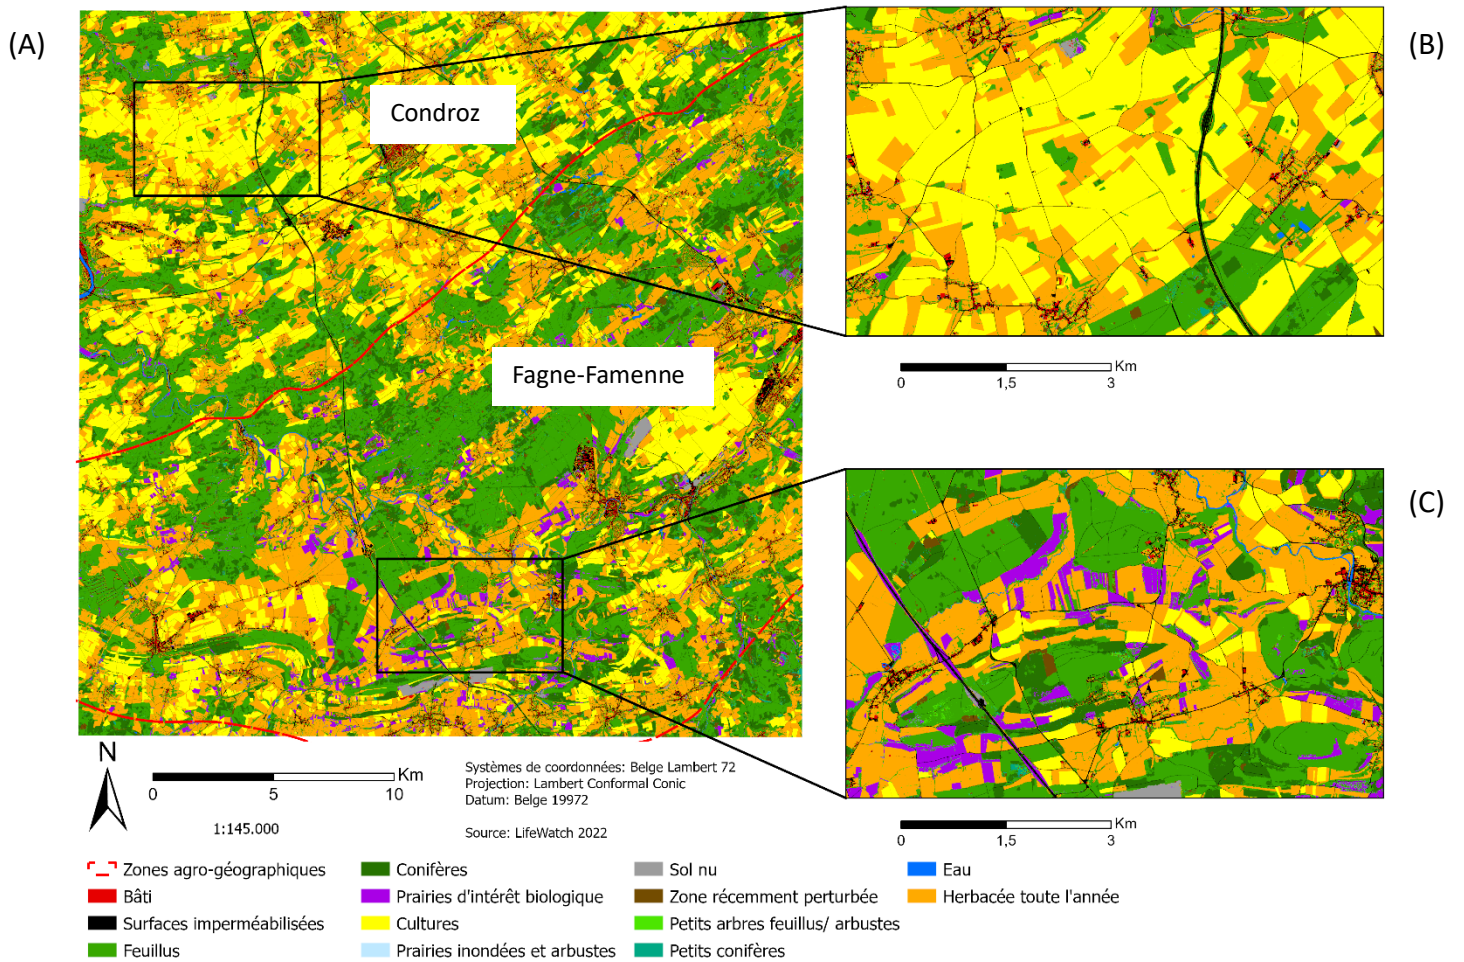 (A)
(B)
Condroz
Km
0 1,5 3
Fagne-Famenne
(C)
N
Km
0 5 10
1:145.000
Systèmes de coordonnées: Belge Lambert 72
Projection: Lambert Conformal Conic
Datum: Belge 19972
Source: LifeWatch 2022
Km
0 1,5 3
Zones agro-géographiques
Bâti
Surfaces imperméabilisées
Feuillus
Conifères
Prairies d'intérêt biologique
Cultures
Prairies inondées et arbustes
Sol nu
Zone récemment perturbée
Petits arbres feuillus/ arbustes
Petits conifères
Eau
Herbacée toute l'année